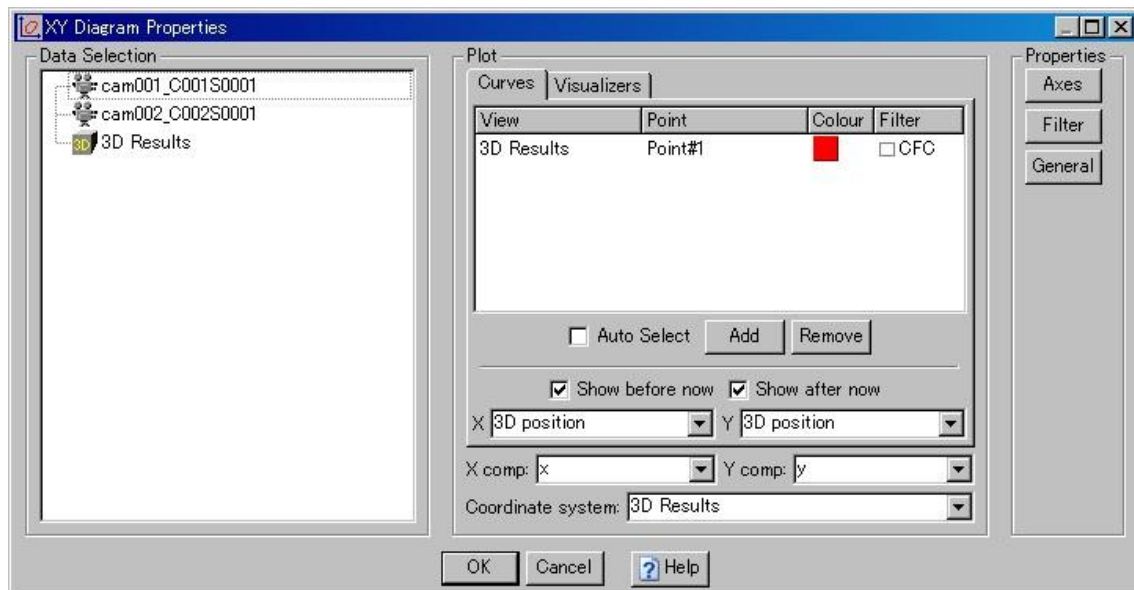 XY Diagram Properties
Data Selection
cam001_C001S0001
cam002_C002S0001
3D 3D Results
Plot
Curves Visualizers
View Point Colour Filter
3D Results Point#1 CFC
Auto Select Add Remove
Show before now Show after now
X 3D position Y 3D position
X comp: x Y comp: y
Coordinate system: 3D Results
Properties
Axes
Filter
General
OK Cancel ? Help